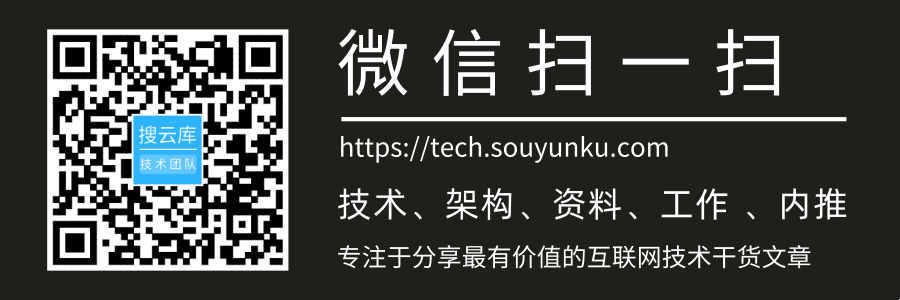 搜云库
技术团队
微信扫一扫
https://tech.souyunku.com
技术、架构、资料、工作 、内推
专注于分享最有价值的互联网技术干货文章